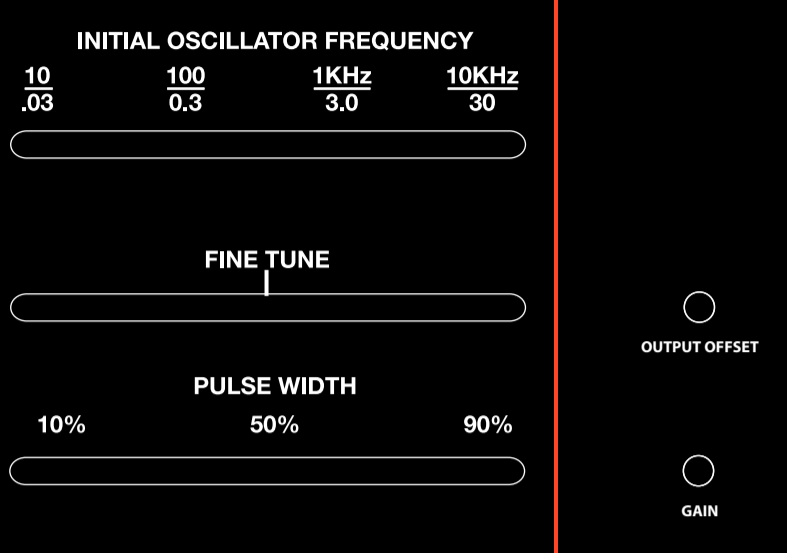 INITIAL OSCILLATOR FREQUENCY
10 100 1KHz 10KHz
.03 0.3 3.0 30
FINE TUNE
OUTPUT OFFSET
PULSE WIDTH
10% 50% 90%
GAIN